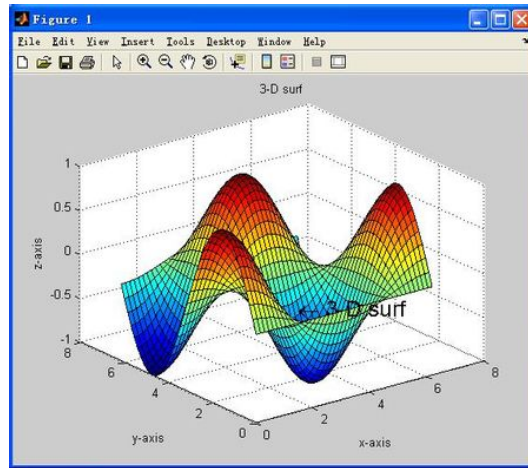 Figure 1
File Edit View Insert Tools Desktop Window Help
3-D surf
1
0.5
0
-0.5
-1
z-axis
8
6
4
2
0
y-axis
0
2
4
6
8
x-axis
← 3-D surf